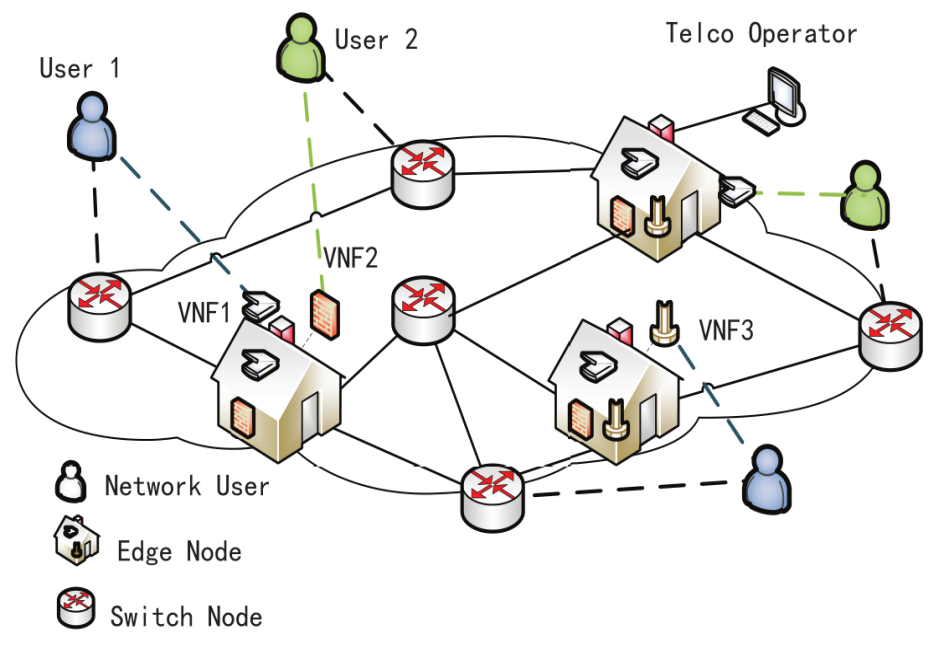 User 2
Telco Operator
User 1
VNF2
VNF1
VNF3
Network User
Edge Node
Switch Node